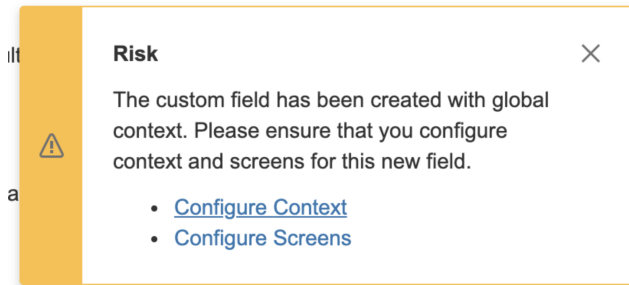 Risk
The custom field has been created with global
context. Please ensure that you configure
context and screens for this new field.
• Configure Context
• Configure Screens